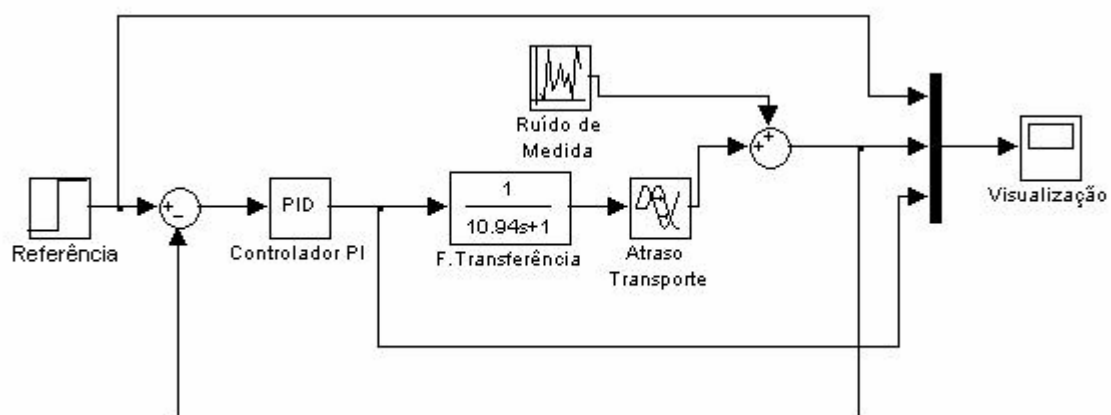 Ruído de
Medida
Referência
PID
Controlador PI
1
10.94s+1
F.Transferência
Atraso
Transporte
Visualização